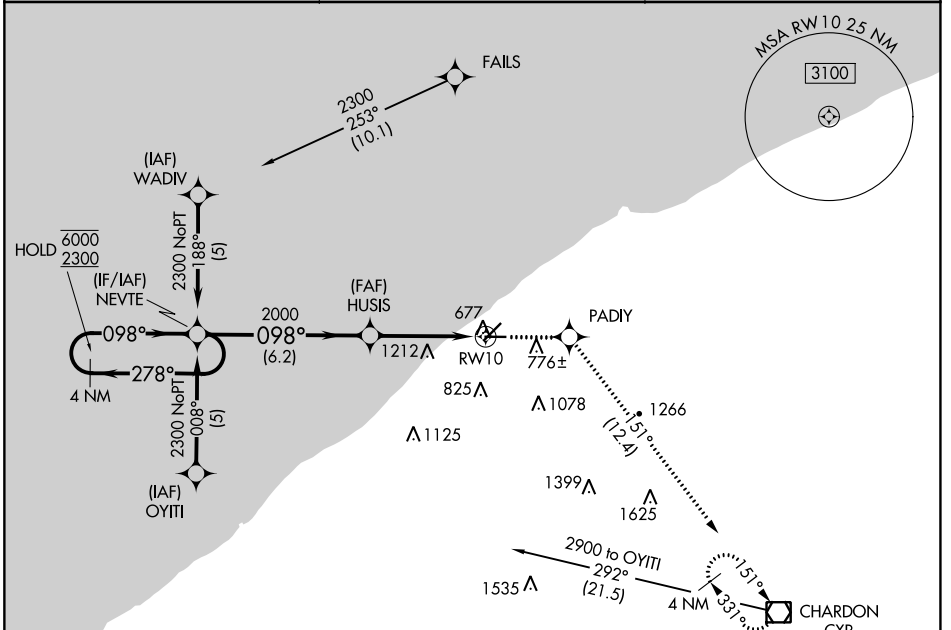 MSA RW10 25 NM
3100
FAILS
2300
253°
(10.1)
(IAF)
WADIV
2300 NoPT
188°
(5)
HOLD 6000
2300
(IF/IAF)
NEVTE
(FAF)
HUSIS
2000
098°
(6.2)
098°
278°
4 NM
2300 NoPT
008°
(5)
(IAF)
OYITI
677
RW10
PADIY
1212
776±
825
1078
1125
1266
151°
(12.4)
1399
1625
2900 to OYITI
292°
(21.5)
1535
4 NM
151°
331°
CHARDON